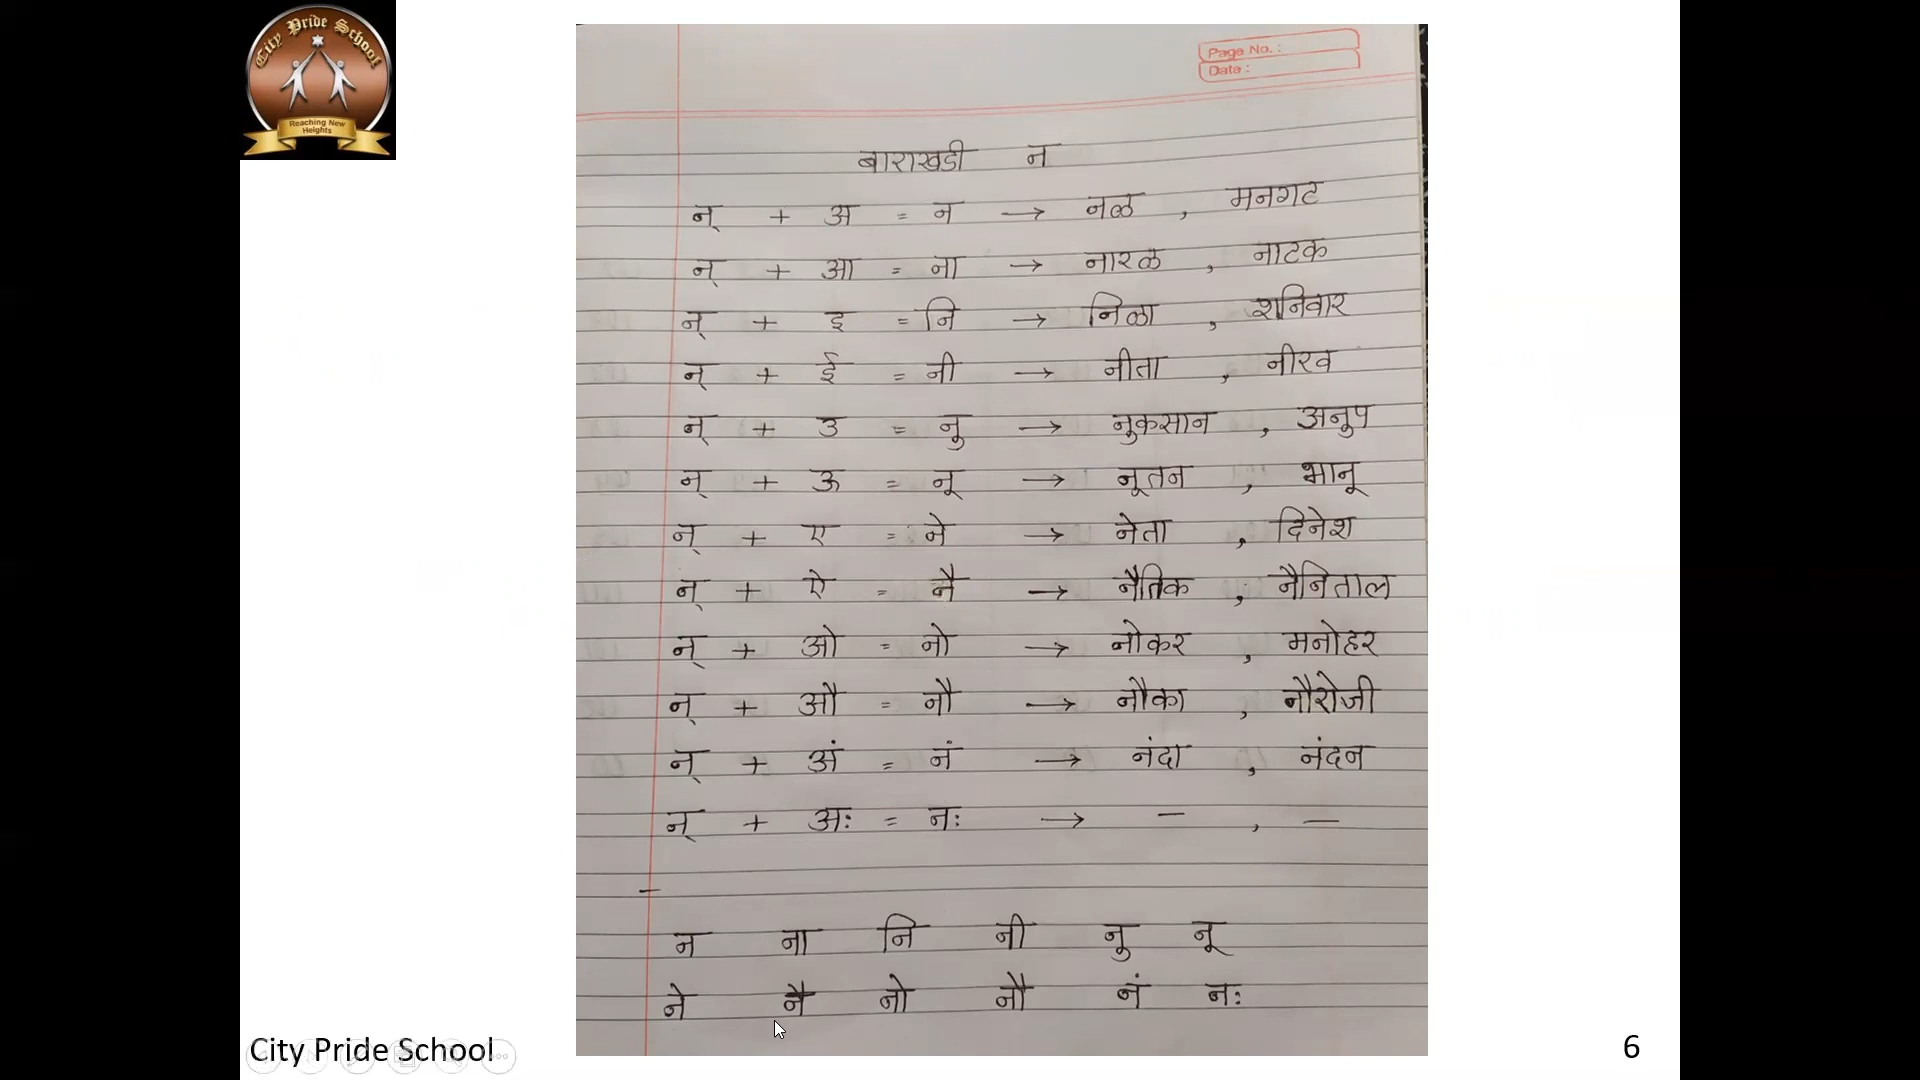 City Pride School
Reaching New
Heights
Page No. :
Date :
बाराखडी न
न् + अ = न → नळ , मनगट
न् + आ = ना → नारळ , नाटक
न् + इ = नि → निळा , शनिवार
न् + ई = नी → नीता , नीरव
न् + उ = नु → नुकसान , अनुप
न् + ऊ = नू → नूतन , भानू
न् + ए = ने → नेता , दिनेश
न् + ऐ = नै → नैतिक , नैनिताल
न् + ओ = नो → नोकर , मनोहर
न् + औ = नौ → नौका , नौरोजी
न् + अं = नं → नंदा , नंदन
न् + अः = नः → — , —
न ना नि नी नु नू
ने नै नो नौ नं नः
City Pride School
6